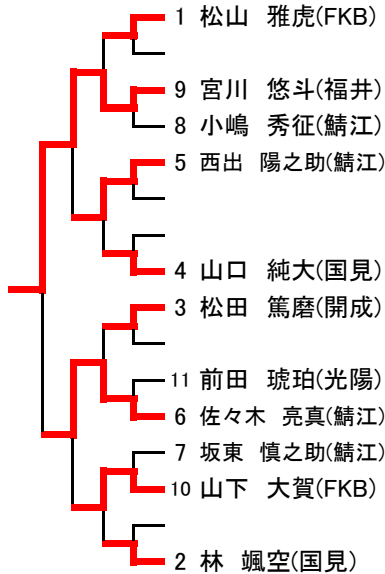 1 松山 雅虎(FKB)
9 宮川 悠斗(福井)
8 小嶋 秀征(鯖江)
5 西出 陽之助(鯖江)
4 山口 純大(国見)
3 松田 篤磨(開成)
11 前田 琥珀(光陽)
6 佐々木 亮真(鯖江)
7 坂東 慎之助(鯖江)
10 山下 大賀(FKB)
2 林 颯空(国見)